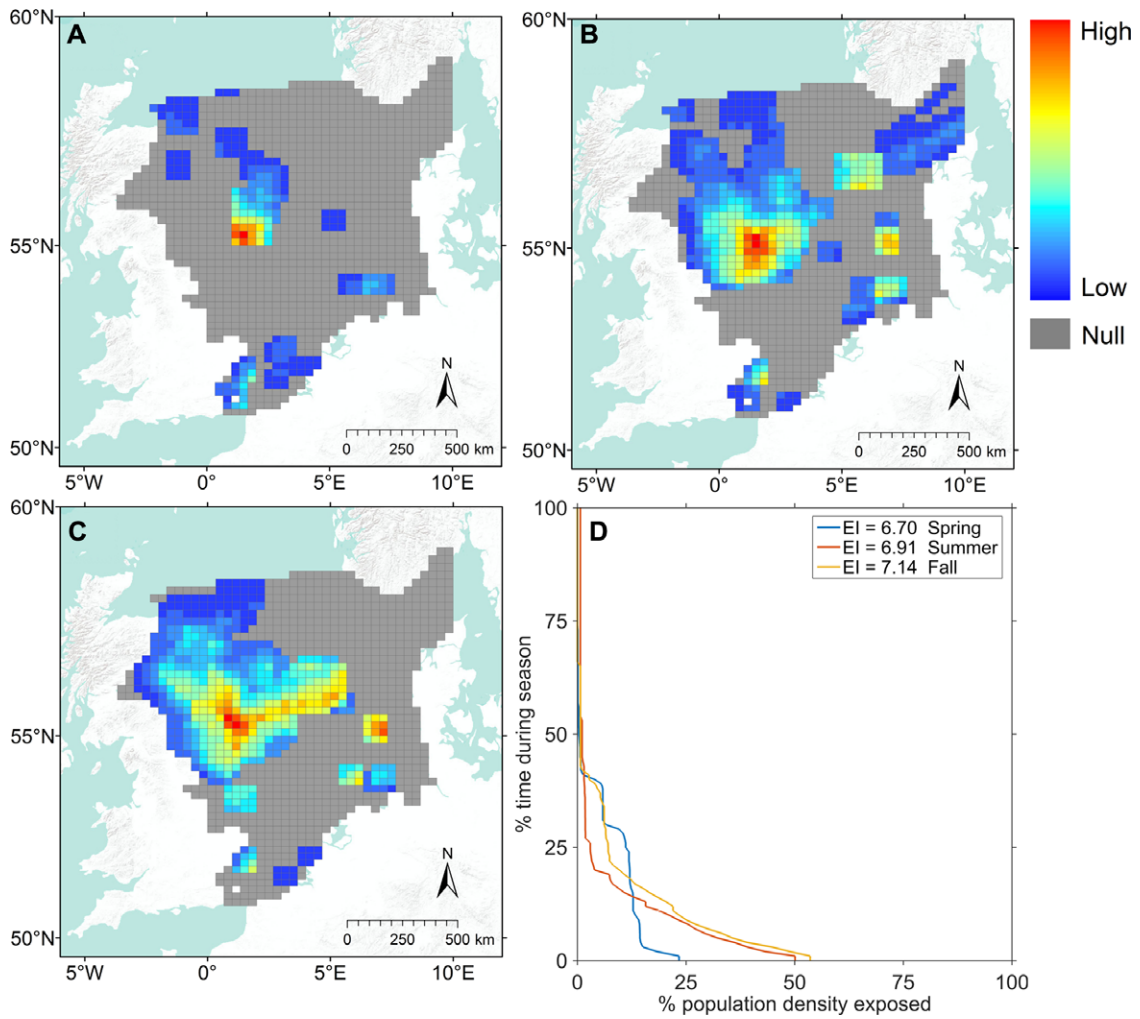 60°N
55°N
50°N
5°W
0°
5°E
10°E
A
N
0 250 500 km
60°N
55°N
50°N
5°W
0°
5°E
10°E
B
N
0 250 500 km
High
Low
Null
60°N
55°N
50°N
5°W
0°
5°E
10°E
C
N
0 250 500 km
D
EI = 6.70 Spring
EI = 6.91 Summer
EI = 7.14 Fall
100
75
50
25
0
% time during season
0 25 50 75 100
% population density exposed